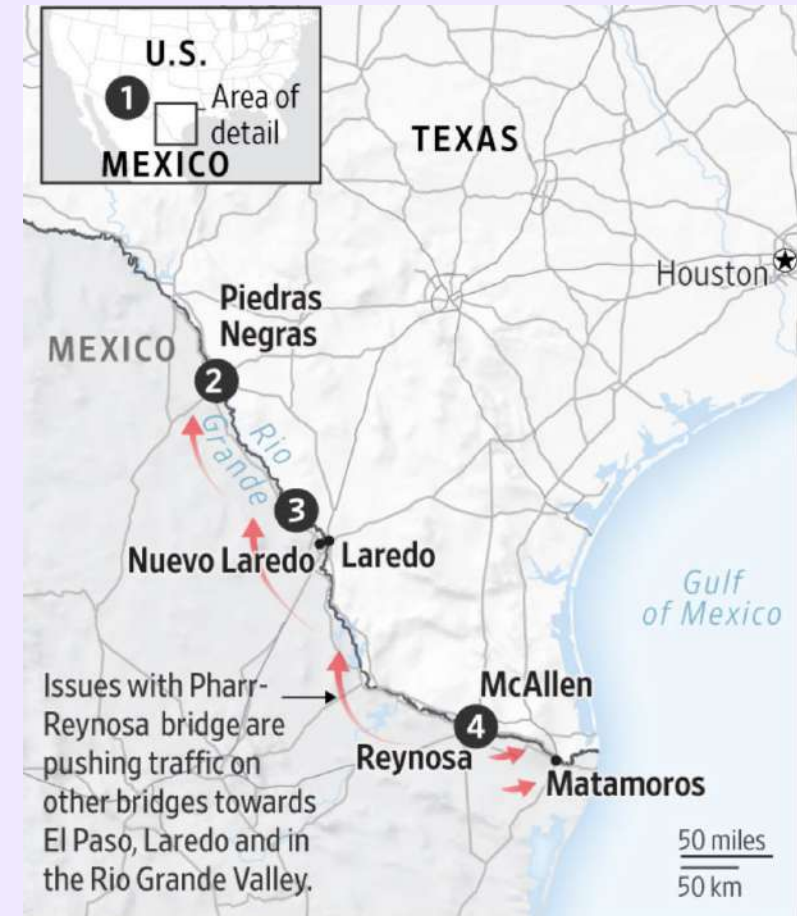 U.S.
1
Area of
detail
MEXICO
TEXAS
Houston
Piedras
Negras
MEXICO
2
Rio
Grande
3
Nuevo Laredo
Laredo
Gulf
of Mexico
Issues with Pharr-
Reynosa bridge are
pushing traffic on
other bridges towards
El Paso, Laredo and in
the Rio Grande Valley.
McAllen
4
Reynosa
Matamoros
50 miles
50 km